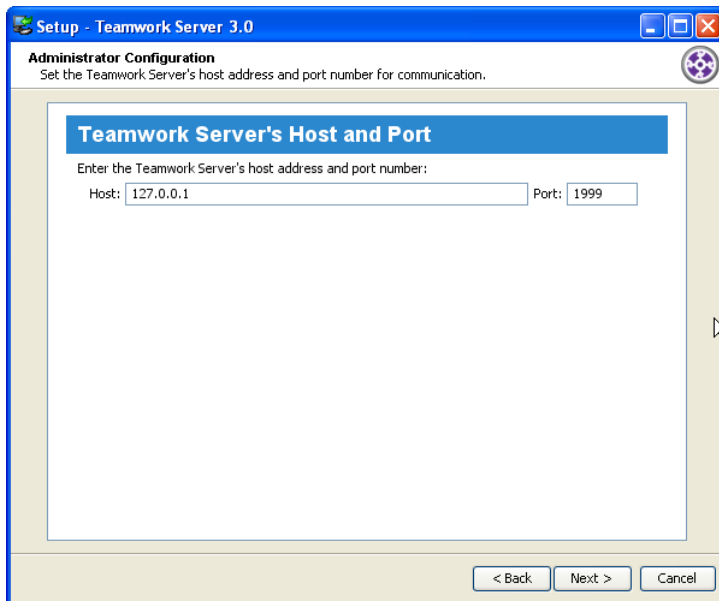 Setup - Teamwork Server 3.0
Administrator Configuration
Set the Teamwork Server's host address and port number for communication.
Teamwork Server's Host and Port
Enter the Teamwork Server's host address and port number:
Host: 127.0.0.1 Port: 1999
< Back Next > Cancel